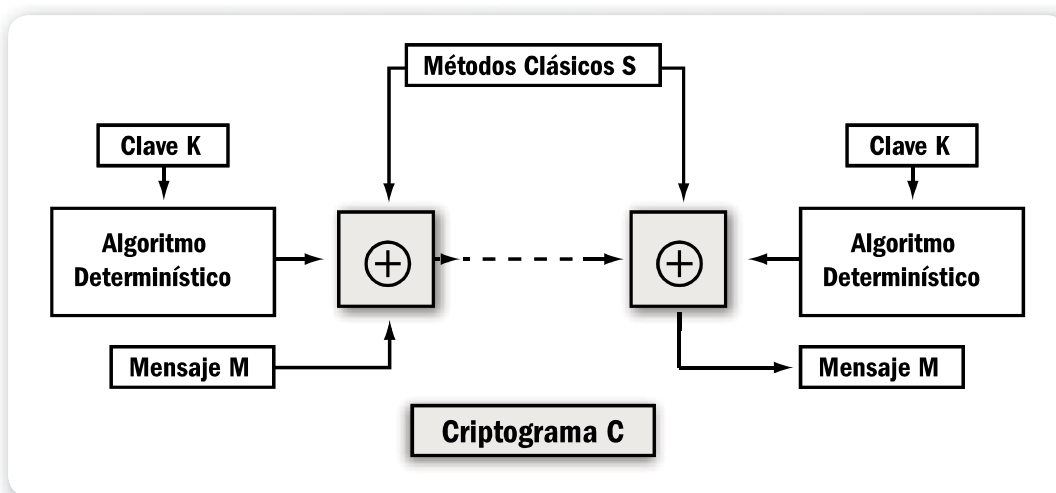 Métodos Clásicos S
Clave K
Clave K
Algoritmo
Determinístico
Algoritmo
Determinístico
Mensaje M
Mensaje M
Criptograma C